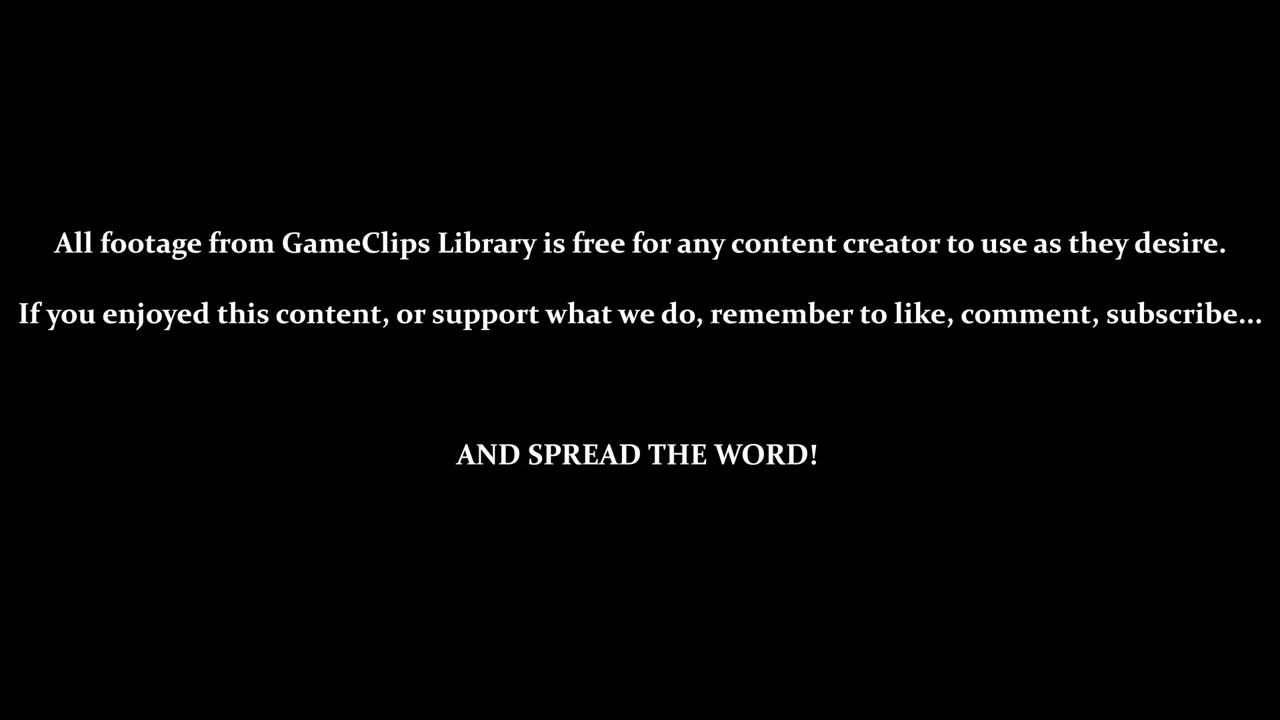 All footage from GameClips Library is free for any content creator to use as they desire.
If you enjoyed this content, or support what we do, remember to like, comment, subscribe...
AND SPREAD THE WORD!